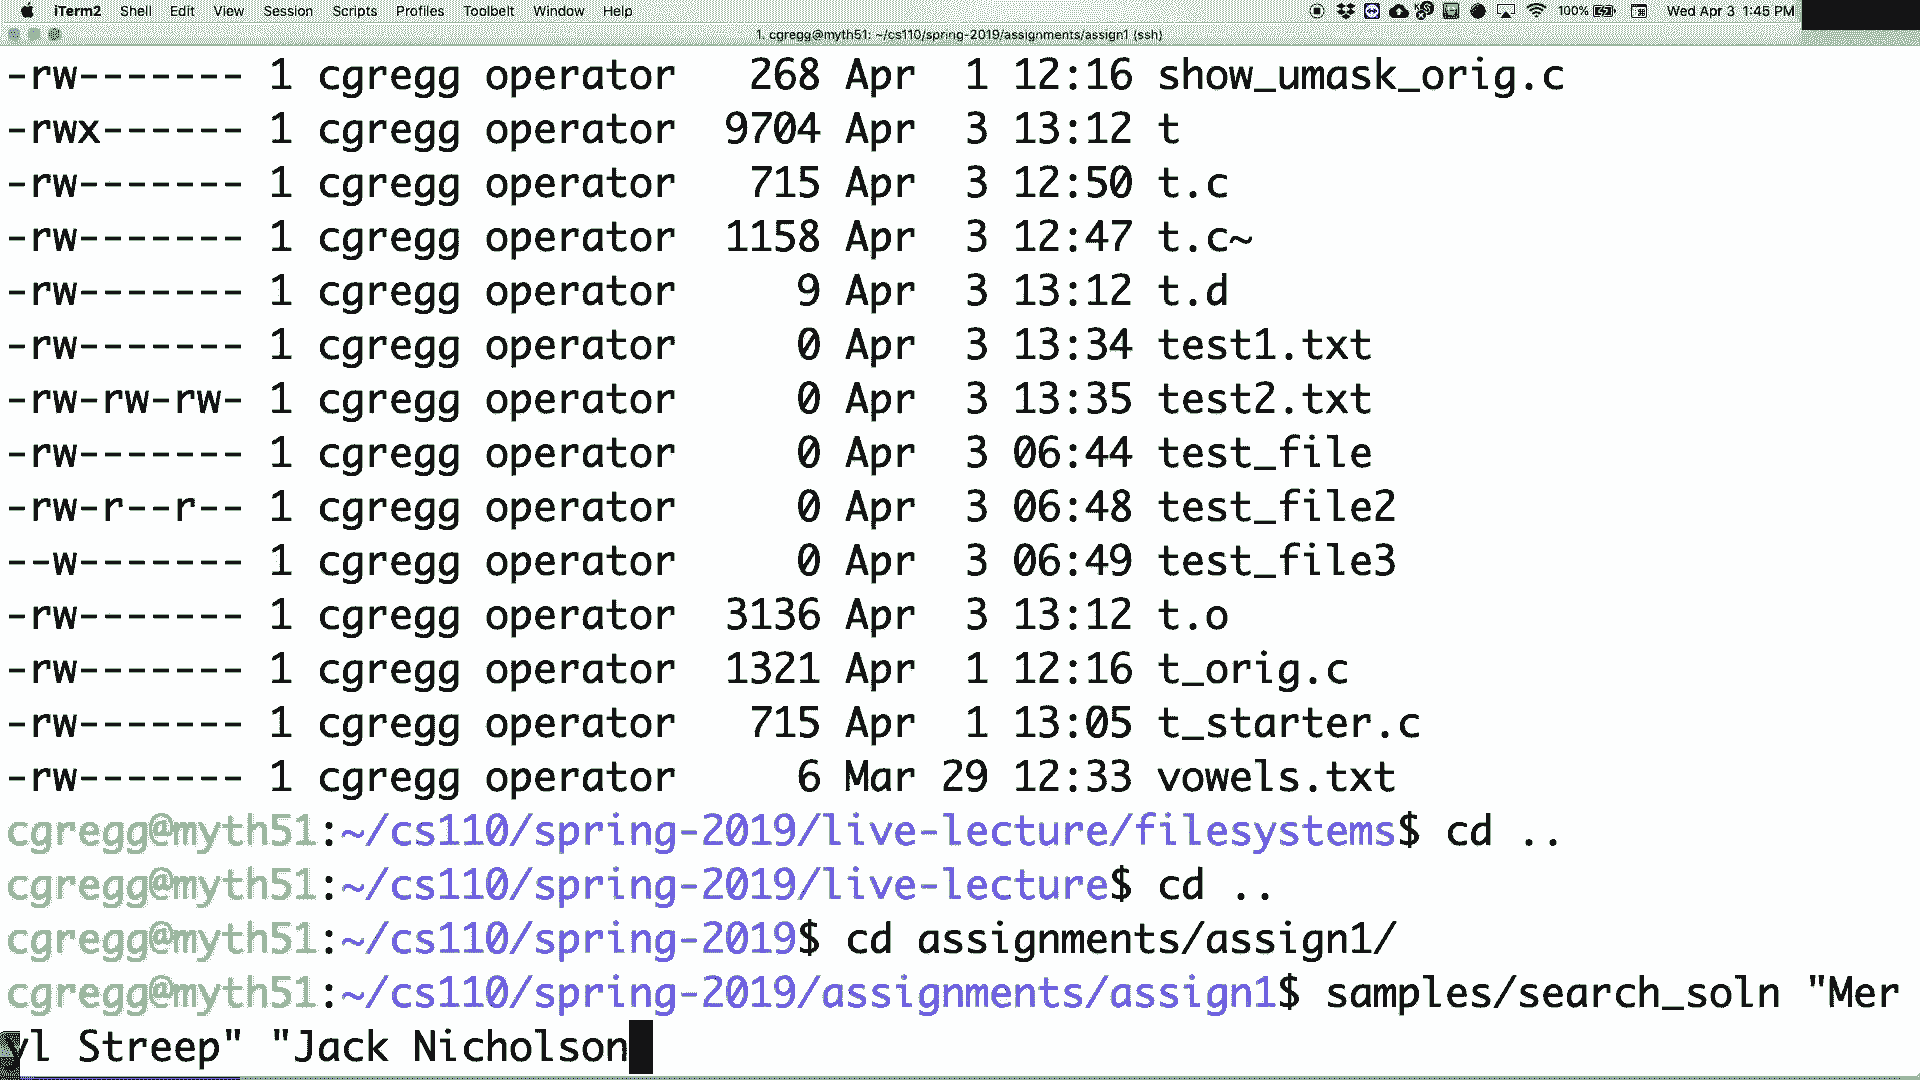 iTerm2 Shell Edit View Session Scripts Profiles Toolbelt Window Help 100% Wed Apr 3 1:45 PM
1. cgregg@myth51: ~/cs110/spring-2019/assignments/assign1 (ssh)
-rw------- 1 cgregg operator 268 Apr 1 12:16 show_umask_orig.c
-rwx------ 1 cgregg operator 9704 Apr 3 13:12 t
-rw------- 1 cgregg operator 715 Apr 3 12:50 t.c
-rw------- 1 cgregg operator 1158 Apr 3 12:47 t.c~
-rw------- 1 cgregg operator 9 Apr 3 13:12 t.d
-rw------- 1 cgregg operator 0 Apr 3 13:34 test1.txt
-rw-rw-rw- 1 cgregg operator 0 Apr 3 13:35 test2.txt
-rw------- 1 cgregg operator 0 Apr 3 06:44 test_file
-rw-r--r-- 1 cgregg operator 0 Apr 3 06:48 test_file2
--w------- 1 cgregg operator 0 Apr 3 06:49 test_file3
-rw------- 1 cgregg operator 3136 Apr 3 13:12 t.o
-rw------- 1 cgregg operator 1321 Apr 1 12:16 t_orig.c
-rw------- 1 cgregg operator 715 Apr 1 13:05 t_starter.c
-rw------- 1 cgregg operator 6 Mar 29 12:33 vowels.txt
cgregg@myth51:~/cs110/spring-2019/live-lecture/filesystems$ cd ..
cgregg@myth51:~/cs110/spring-2019/live-lecture$ cd ..
cgregg@myth51:~/cs110/spring-2019$ cd assignments/assign1/
cgregg@myth51:~/cs110/spring-2019/assignments/assign1$ samples/search_soln "Mer
yl Streep" "Jack Nicholson